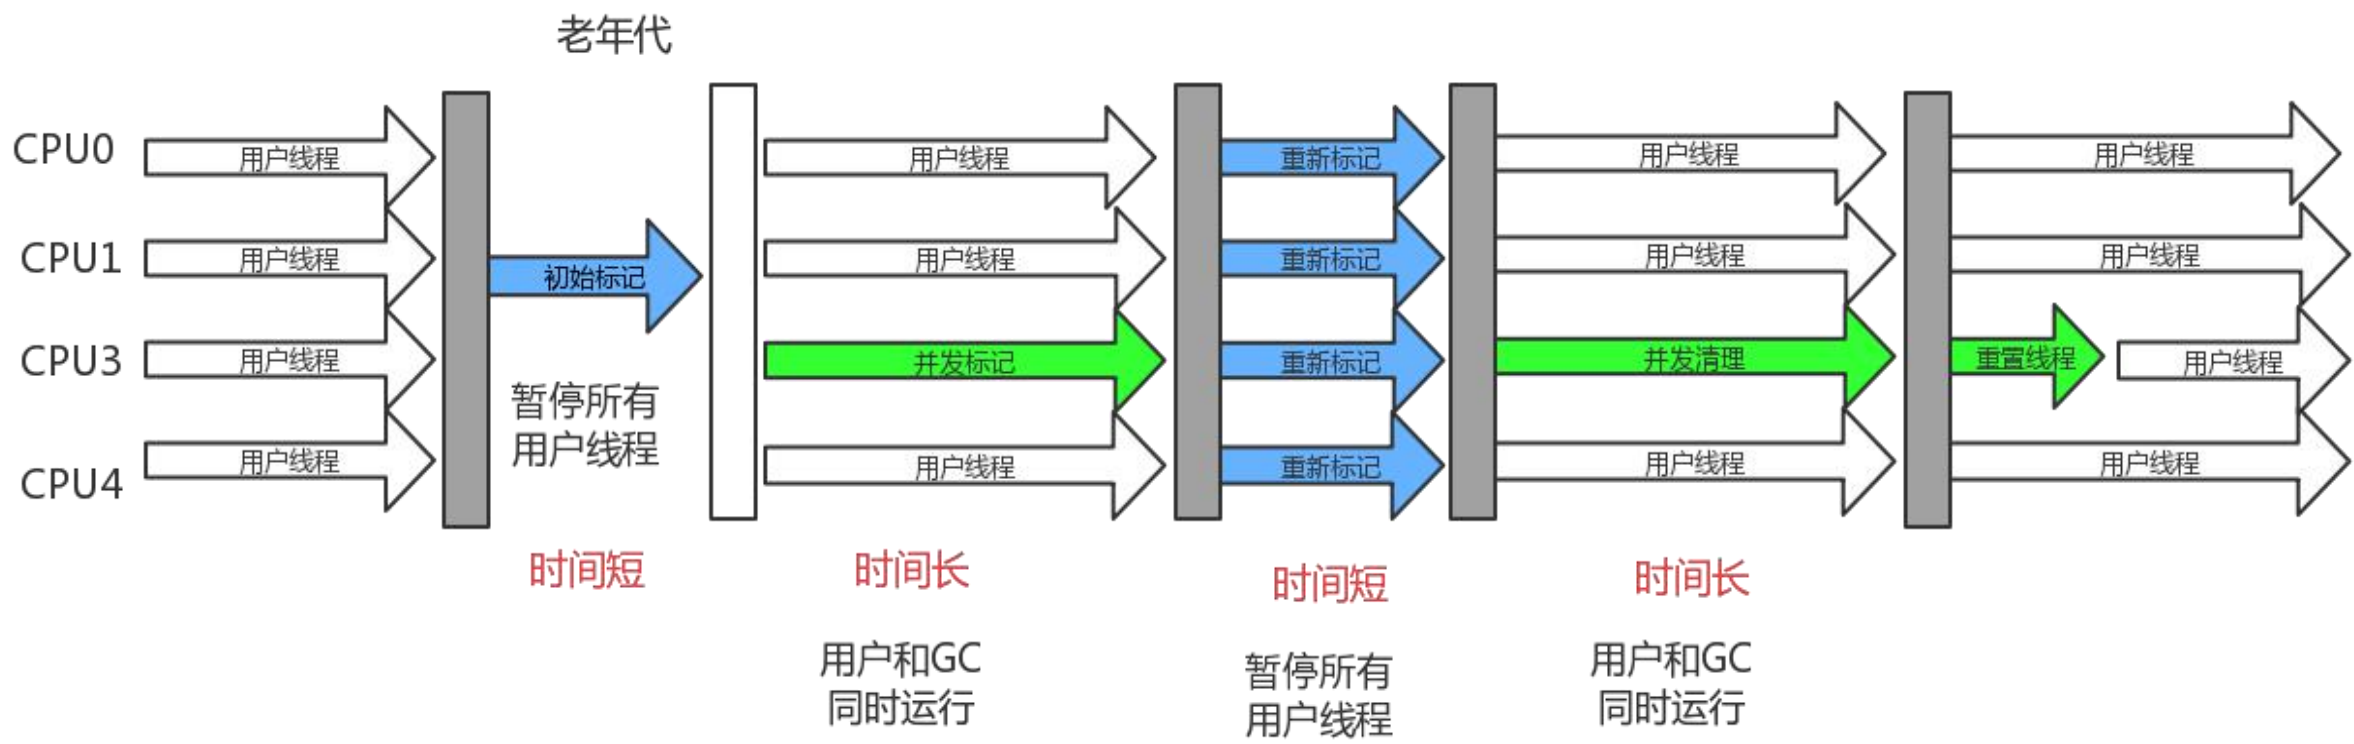 老年代
CPU0 用户线程 用户线程 重新标记 用户线程 用户线程
CPU1 用户线程 初始标记 用户线程 重新标记 用户线程 用户线程
CPU3 用户线程 并发标记 重新标记 并发清理 重置线程 用户线程
CPU4 用户线程 用户线程 重新标记 用户线程 用户线程
暂停所有
用户线程
时间短 时间长 时间短 时间长
用户和GC
同时运行
暂停所有
用户线程
用户和GC
同时运行